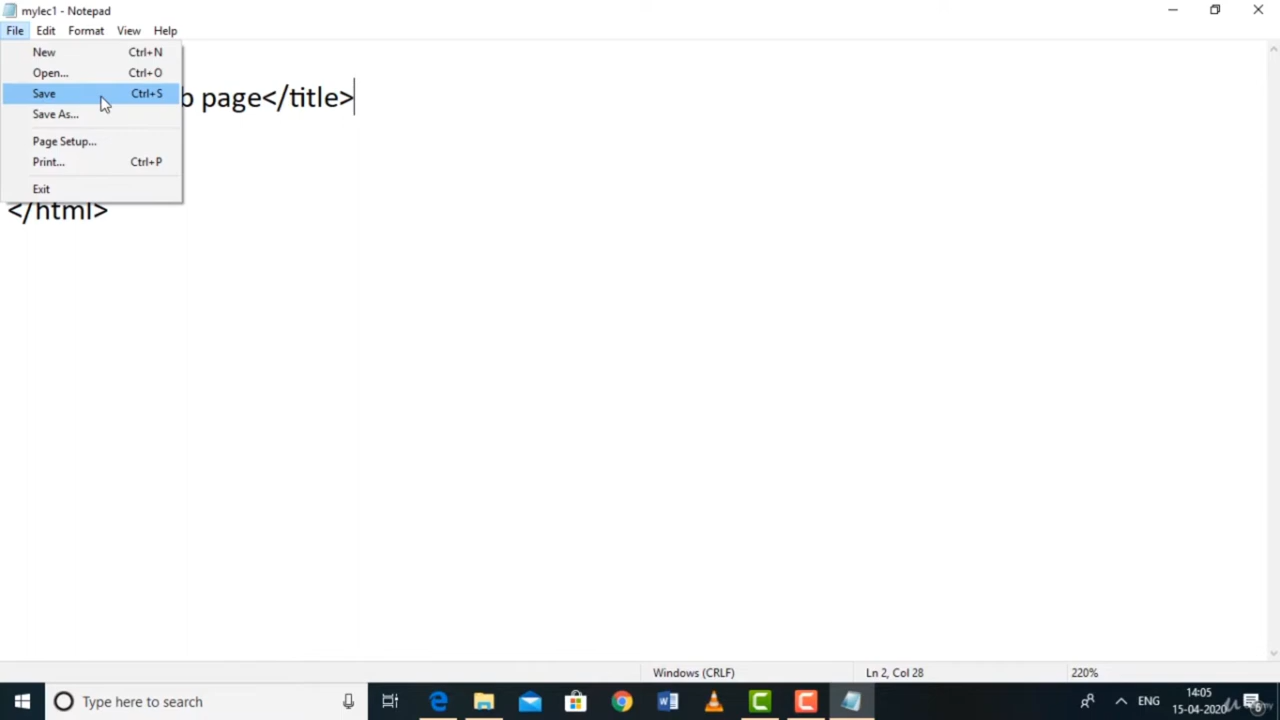 mylec1 - Notepad
File Edit Format View Help
New Ctrl+N
Open... Ctrl+O
Save Ctrl+S
b page</title>
Save As...
Page Setup...
Print... Ctrl+P
Exit
</html>
Windows (CRLF) Ln 2, Col 28 220%
Type here to search
ENG
14:05
15-04-2020